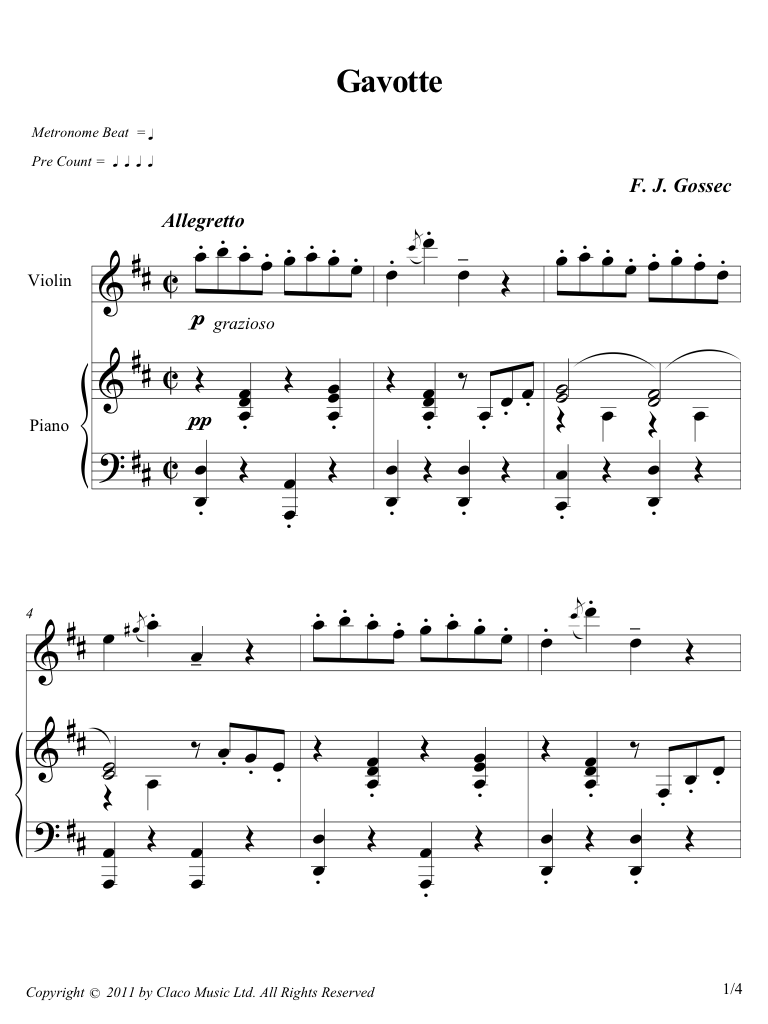 Gavotte
Metronome Beat = ♩
Pre Count = ♩ ♩ ♩ ♩
F. J. Gossec
Allegretto
Violin
p grazioso
Piano
pp
4
Copyright © 2011 by Claco Music Ltd. All Rights Reserved
1/4